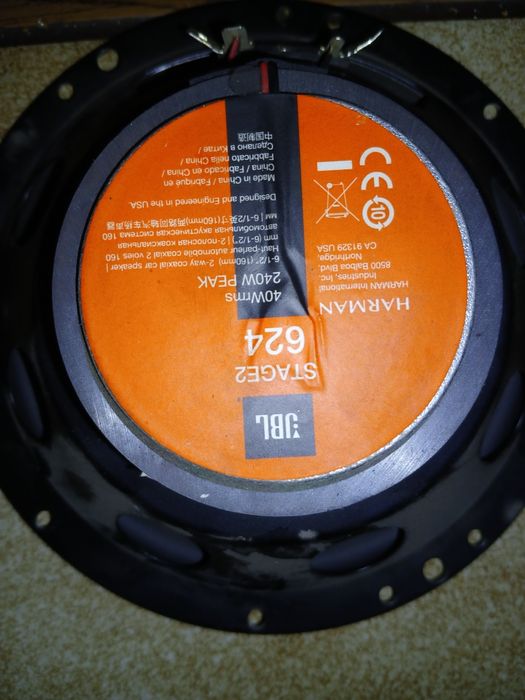 JBL
STAGE2
624
HARMAN
HARMAN International
Industries, Inc.
8500 Balboa Blvd.
Northridge,
CA 91329 USA
40Wrms
240W PEAK
6-1/2" (160mm) 2-way coaxial car speaker |
Haut-parleur automobile coaxial 2 voies 160
mm (6-1/2") | 2-полосная коаксиальная
автомобильная акустическая система 160
мм | 6-1/2英寸(160mm)两路同轴汽车扬声器
Designed and Engineered in the USA
Made in China / Fabriqué en
China / Fabricado en China /
Fabbricato nella China /
Сделано в Китае /
中国制造
10
CE